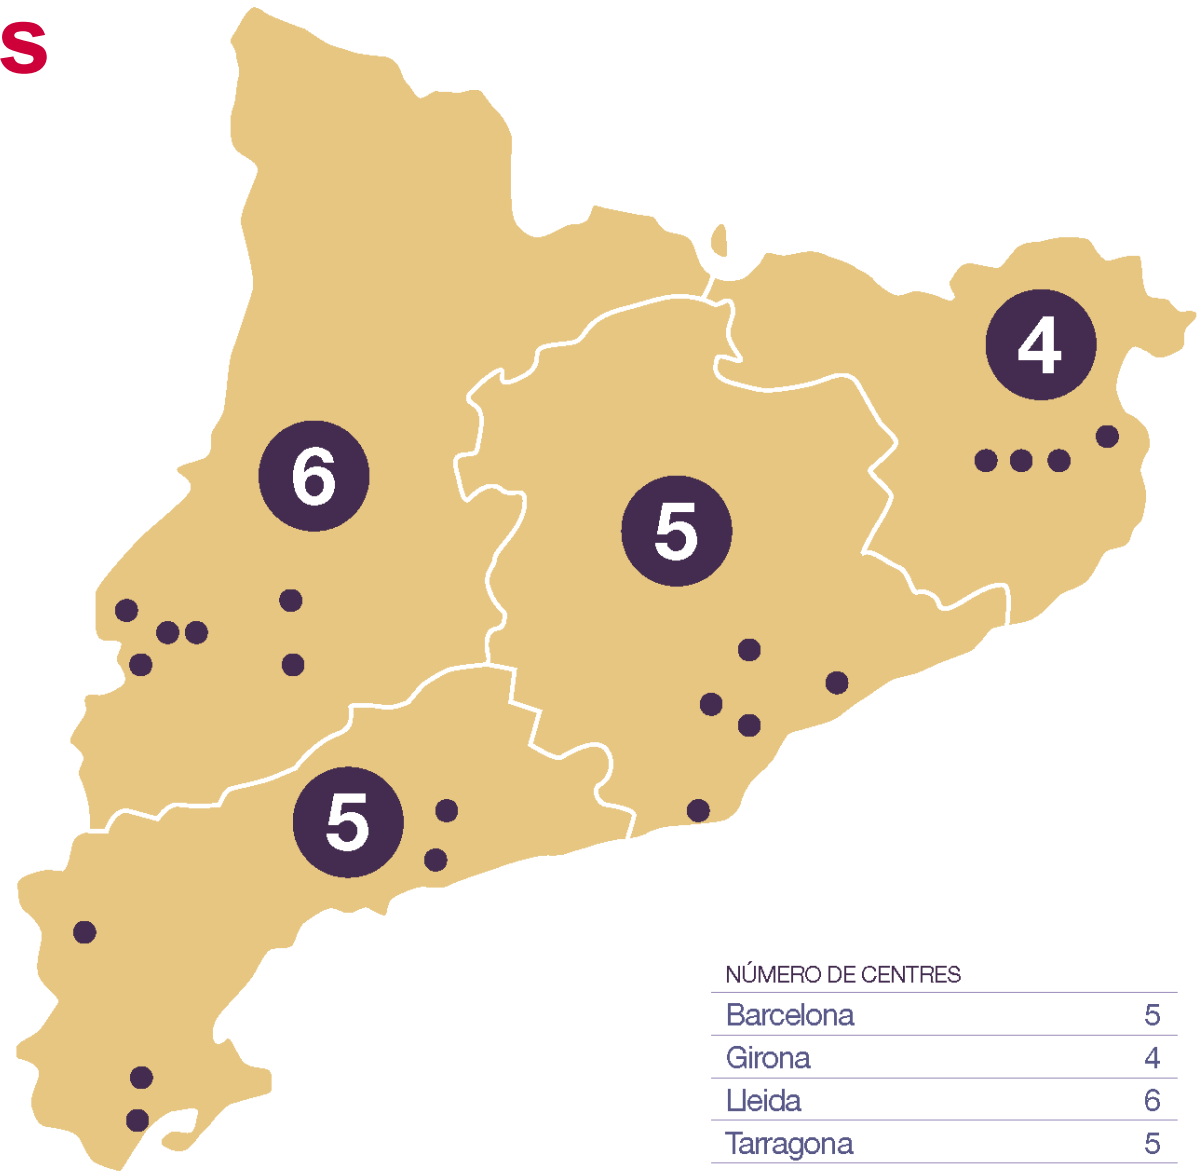 s
4
6
5
5
NÚMERO DE CENTRES
Barcelona 5
Girona 4
Lleida 6
Tarragona 5